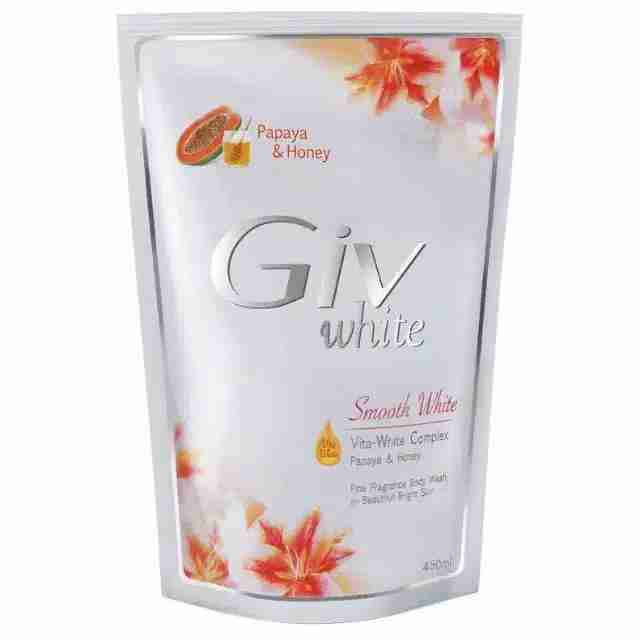 Papaya
& Honey
Giv
white
Smooth White
Vita-White Complex
Papaya & Honey
Fine Fragrance Body Wash
for Beautiful Bright Skin
450ml